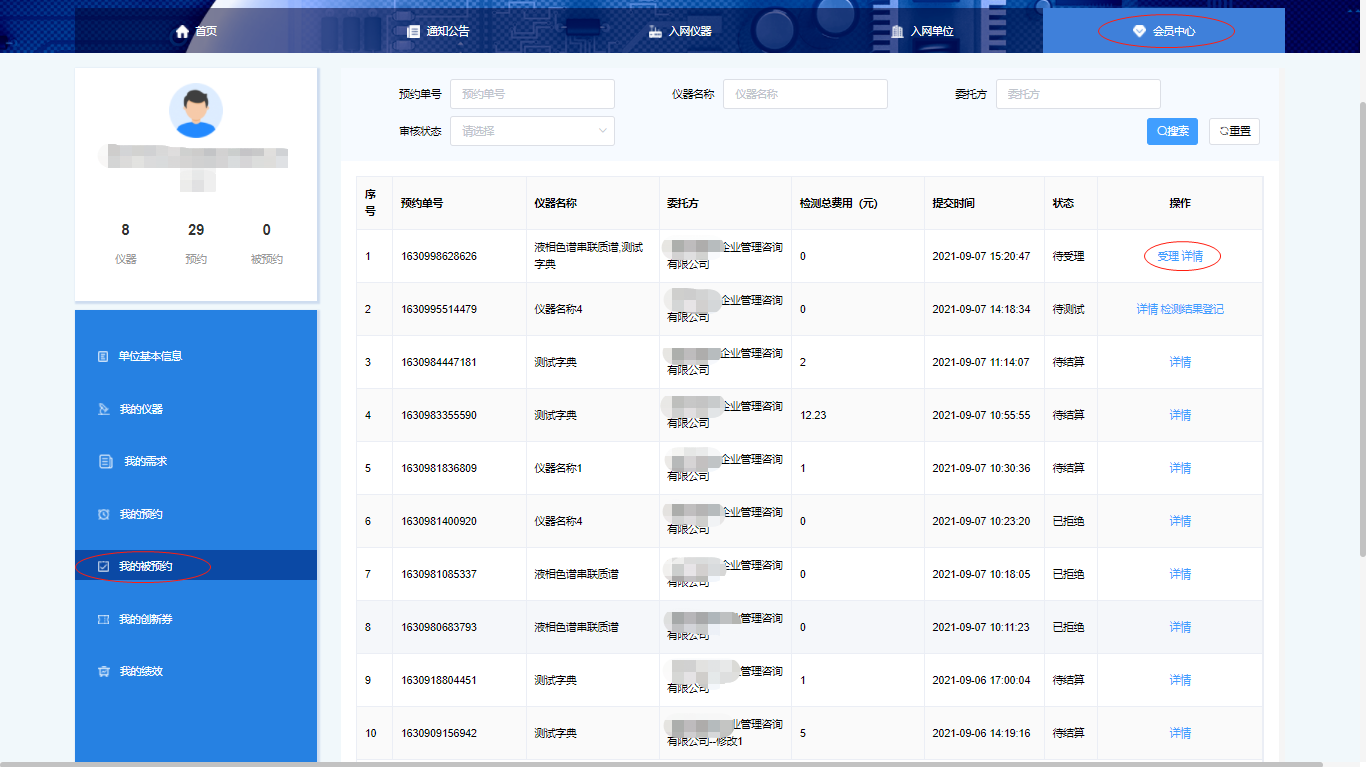 首页
通知公告
入网仪器
入网单位
会员中心
8
29
0
仪器
预约
被预约
单位基本信息
我的仪器
我的需求
我的预约
我的被预约
我的创新券
我的绩效
预约单号 预约单号
仪器名称 仪器名称
委托方 委托方
审核状态 请选择
搜索
重置
序号 预约单号 仪器名称 委托方 检测总费用（元） 提交时间 状态 操作
1 1630998628626 液相色谱串联质谱,测试字典 企业管理咨询有限公司 0 2021-09-07 15:20:47 待受理 受理 详情
2 1630995514479 仪器名称4 企业管理咨询有限公司 0 2021-09-07 14:18:34 待测试 详情 检测结果登记
3 1630984447181 测试字典 企业管理咨询有限公司 2 2021-09-07 11:14:07 待结算 详情
4 1630983355590 测试字典 企业管理咨询有限公司 12.23 2021-09-07 10:55:55 待结算 详情
5 1630981836809 仪器名称1 企业管理咨询有限公司 1 2021-09-07 10:30:36 待结算 详情
6 1630981400920 仪器名称4 企业管理咨询有限公司 0 2021-09-07 10:23:20 已拒绝 详情
7 1630981085337 液相色谱串联质谱 企业管理咨询有限公司 0 2021-09-07 10:18:05 已拒绝 详情
8 1630980683793 液相色谱串联质谱 管理咨询有限公司 0 2021-09-07 10:11:23 已拒绝 详情
9 1630918804451 测试字典 管理咨询有限公司 1 2021-09-06 17:00:04 待结算 详情
10 1630909156942 测试字典 业管理咨询有限公司--修改1 5 2021-09-06 14:19:16 待结算 详情